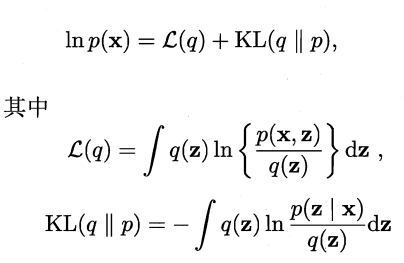 ln p(x) = ℒ(q) + KL(q ∥ p),
其中
ℒ(q) = ∫ q(z) ln { p(x, z) / q(z) } dz ,
KL(q ∥ p) = − ∫ q(z) ln p(z | x) / q(z) dz